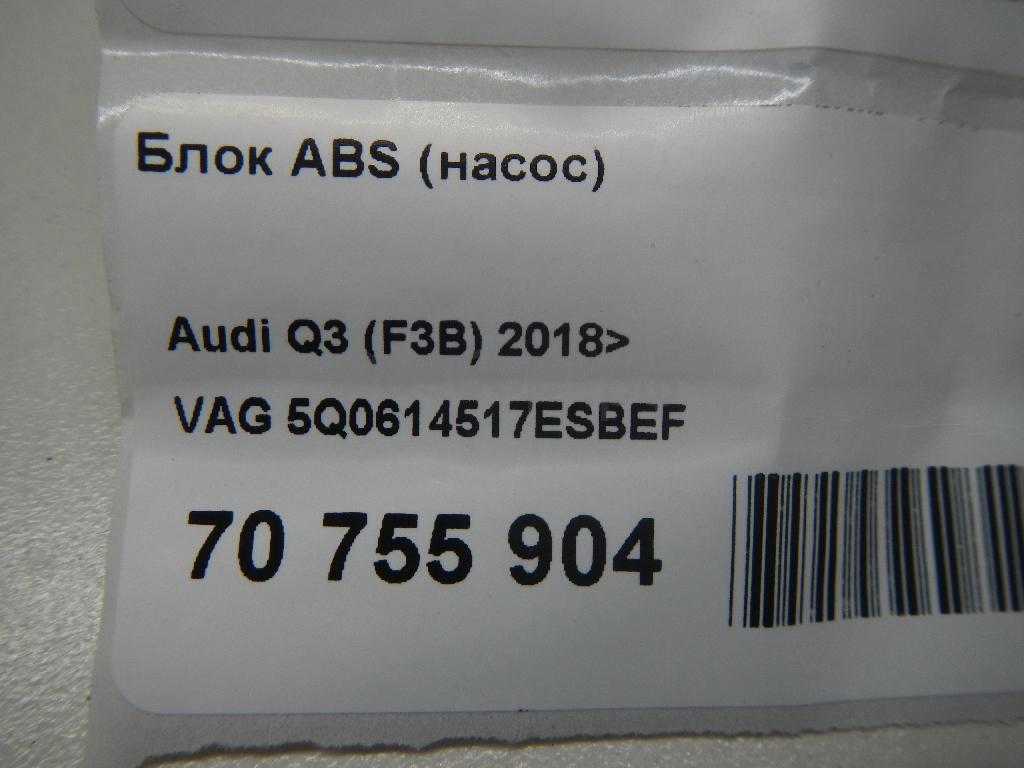 Блок ABS (насос)
Audi Q3 (F3B) 2018>
VAG 5Q0614517ESBEF
70 755 904